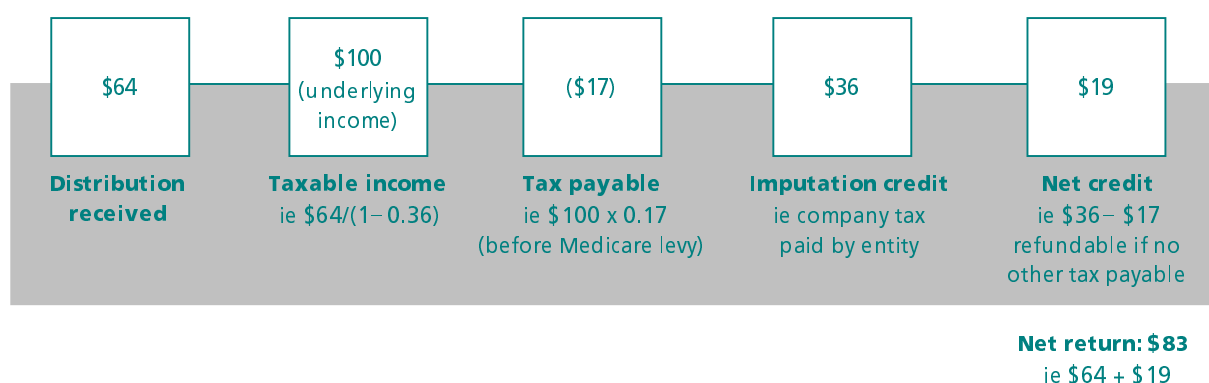 $64
$100
(underlying
income)
($17)
$36
$19
Distribution
received
Taxable income
ie $64/(1– 0.36)
Tax payable
ie $100 x 0.17
(before Medicare levy)
Imputation credit
ie company tax
paid by entity
Net credit
ie $36– $17
refundable if no
other tax payable
Net return: $83
ie $64 + $19